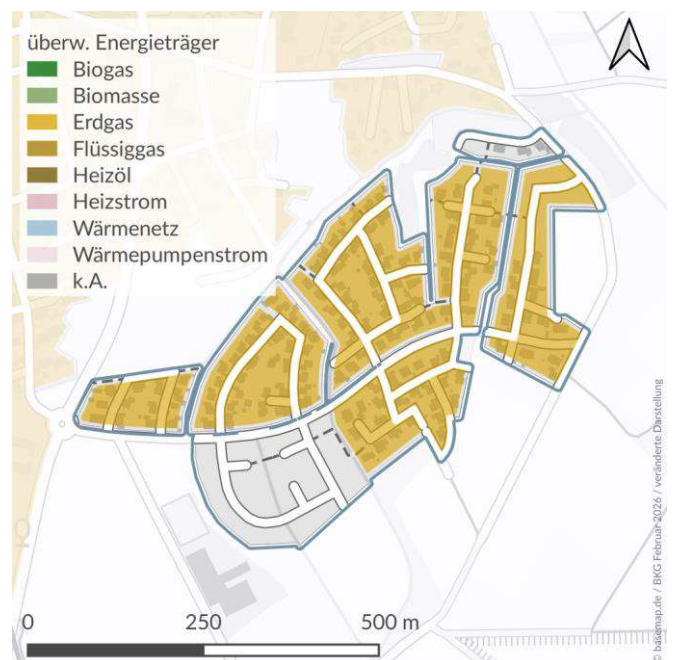 überw. Energieträger
Biogas
Biomasse
Erdgas
Flüssiggas
Heizöl
Heizstrom
Wärmenetz
Wärmepumpenstrom
k.A.
0 250 500 m
© basemap.de / BKG Februar 2026 / veränderte Darstellung